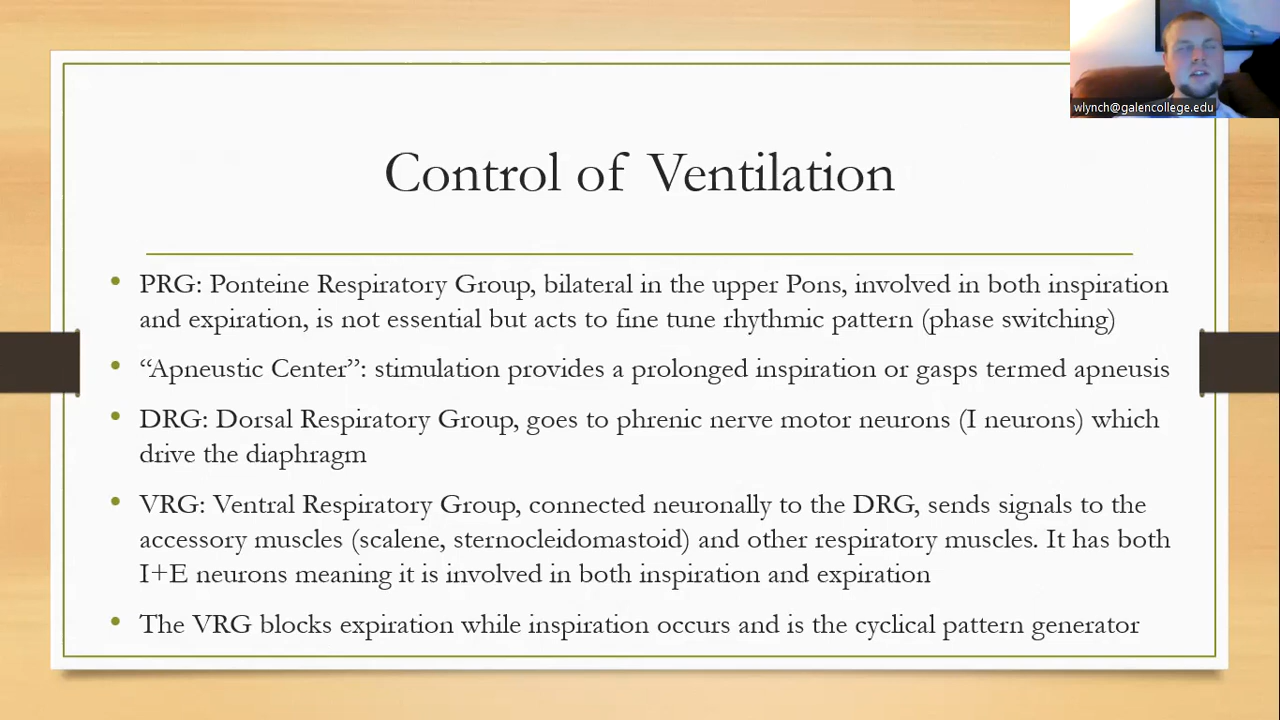 wlynch@galencollege.edu
Control of Ventilation
• PRG: Ponteine Respiratory Group, bilateral in the upper Pons, involved in both inspiration
and expiration, is not essential but acts to fine tune rhythmic pattern (phase switching)
• “Apneustic Center”: stimulation provides a prolonged inspiration or gasps termed apneusis
• DRG: Dorsal Respiratory Group, goes to phrenic nerve motor neurons (I neurons) which
drive the diaphragm
• VRG: Ventral Respiratory Group, connected neuronally to the DRG, sends signals to the
accessory muscles (scalene, sternocleidomastoid) and other respiratory muscles. It has both
I+E neurons meaning it is involved in both inspiration and expiration
• The VRG blocks expiration while inspiration occurs and is the cyclical pattern generator